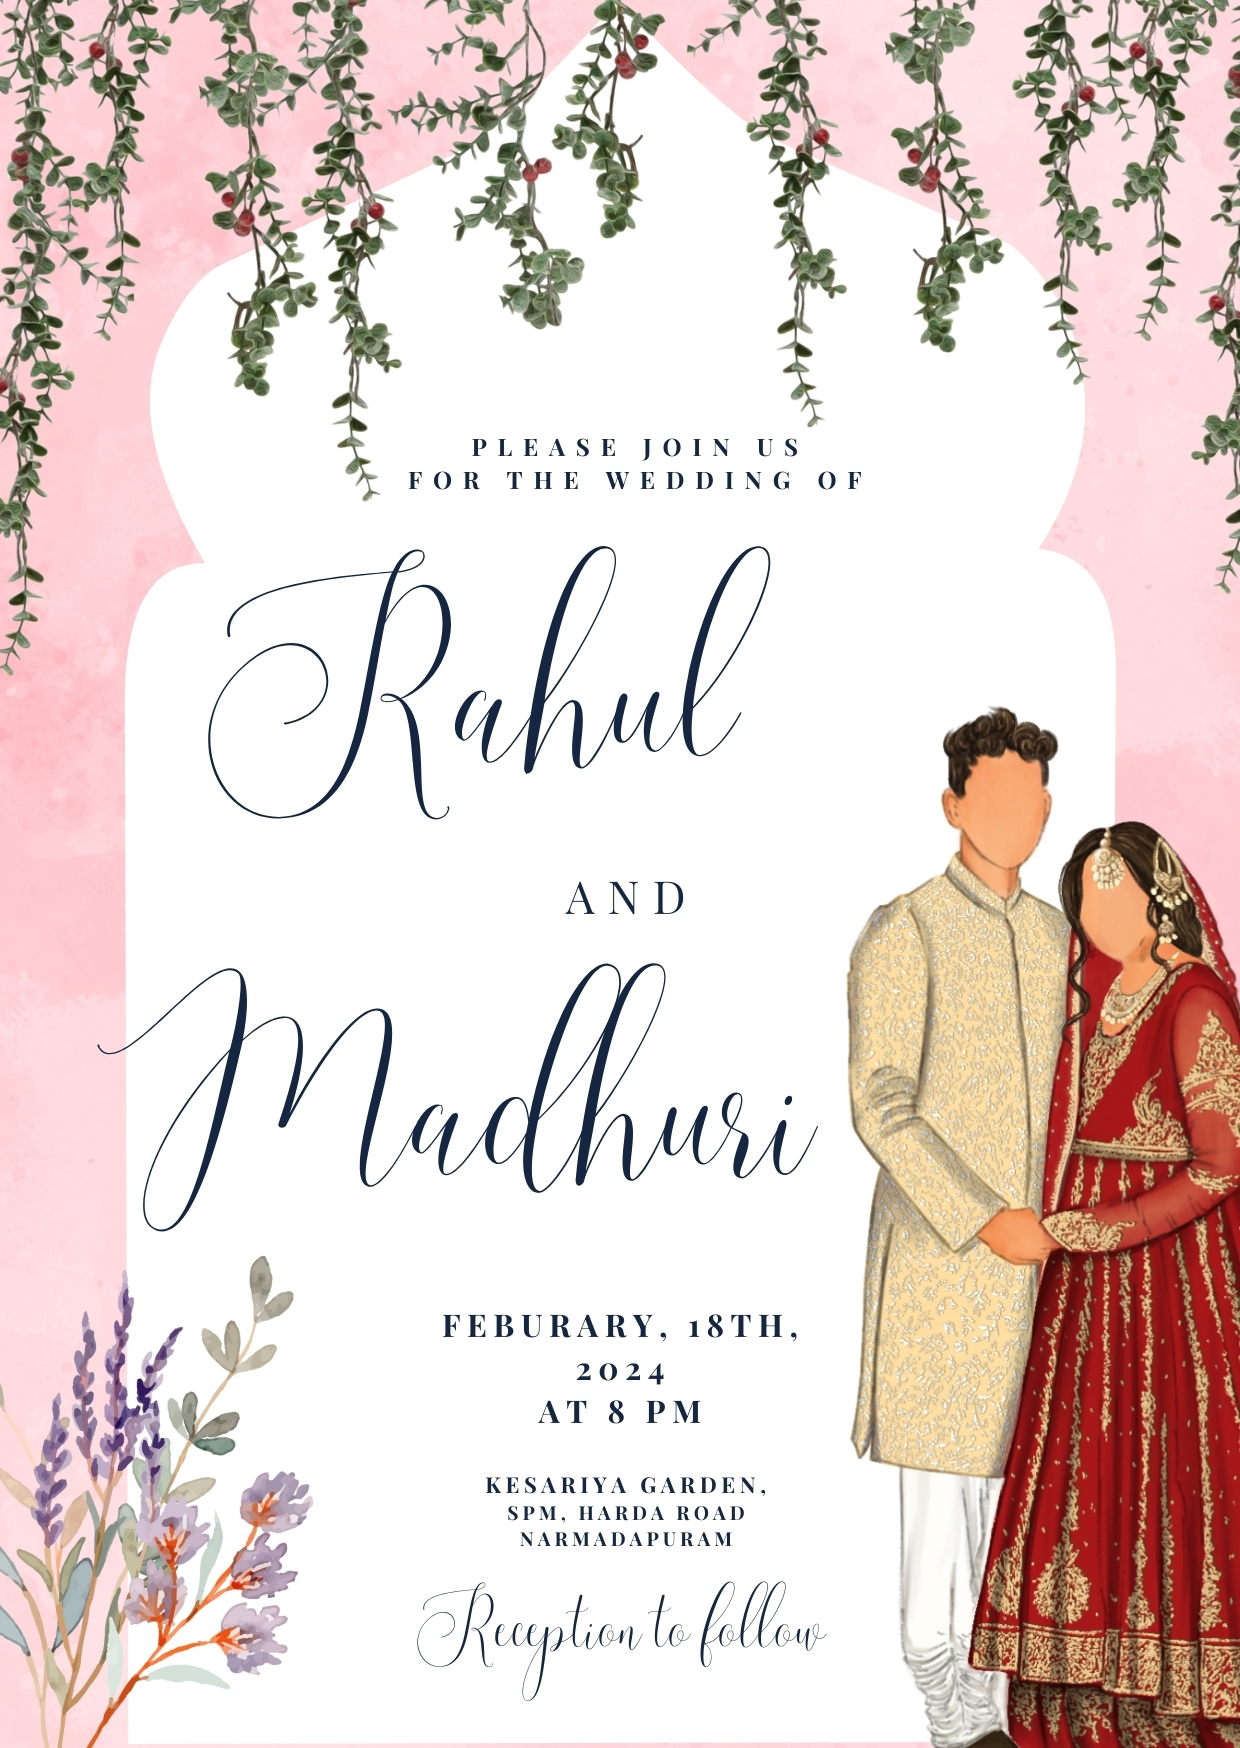 PLEASE JOIN US
FOR THE WEDDING OF
Rahul
AND
Madhuri
FEBURARY, 18TH,
2024
AT 8 PM
KESARIYA GARDEN,
SPM, HARDA ROAD
NARMADAPURAM
Reception to follow